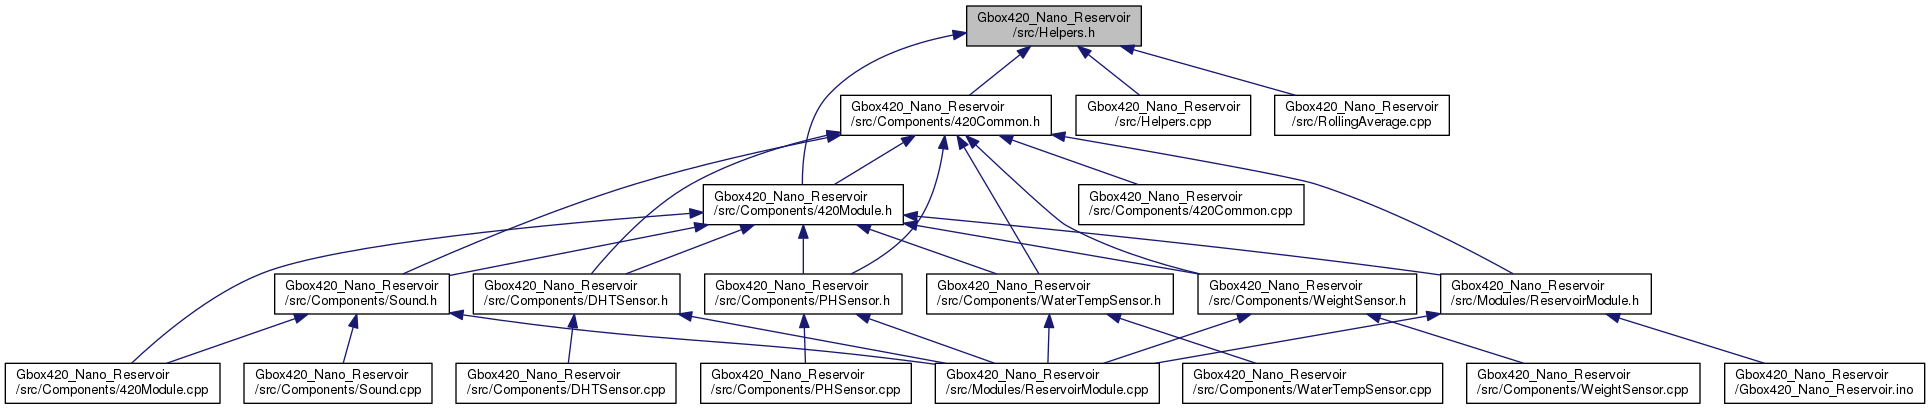 Gbox420_Nano_Reservoir
/src/Helpers.h
Gbox420_Nano_Reservoir
/src/Components/420Common.h
Gbox420_Nano_Reservoir
/src/Helpers.cpp
Gbox420_Nano_Reservoir
/src/RollingAverage.cpp
Gbox420_Nano_Reservoir
/src/Components/420Module.h
Gbox420_Nano_Reservoir
/src/Components/420Common.cpp
Gbox420_Nano_Reservoir
/src/Components/Sound.h
Gbox420_Nano_Reservoir
/src/Components/DHTSensor.h
Gbox420_Nano_Reservoir
/src/Components/PHSensor.h
Gbox420_Nano_Reservoir
/src/Components/WaterTempSensor.h
Gbox420_Nano_Reservoir
/src/Components/WeightSensor.h
Gbox420_Nano_Reservoir
/src/Modules/ReservoirModule.h
Gbox420_Nano_Reservoir
/src/Components/420Module.cpp
Gbox420_Nano_Reservoir
/src/Components/Sound.cpp
Gbox420_Nano_Reservoir
/src/Components/DHTSensor.cpp
Gbox420_Nano_Reservoir
/src/Components/PHSensor.cpp
Gbox420_Nano_Reservoir
/src/Modules/ReservoirModule.cpp
Gbox420_Nano_Reservoir
/src/Components/WaterTempSensor.cpp
Gbox420_Nano_Reservoir
/src/Components/WeightSensor.cpp
Gbox420_Nano_Reservoir
/Gbox420_Nano_Reservoir.ino